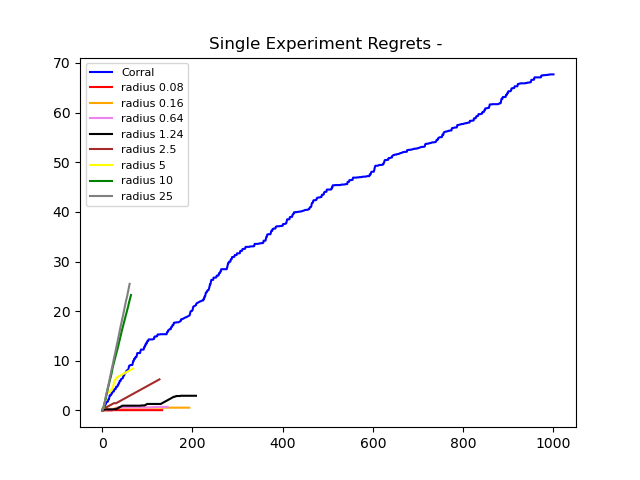 Single Experiment Regrets -
70
60
50
40
30
20
10
0
Corral
radius 0.08
radius 0.16
radius 0.64
radius 1.24
radius 2.5
radius 5
radius 10
radius 25
0 200 400 600 800 1000